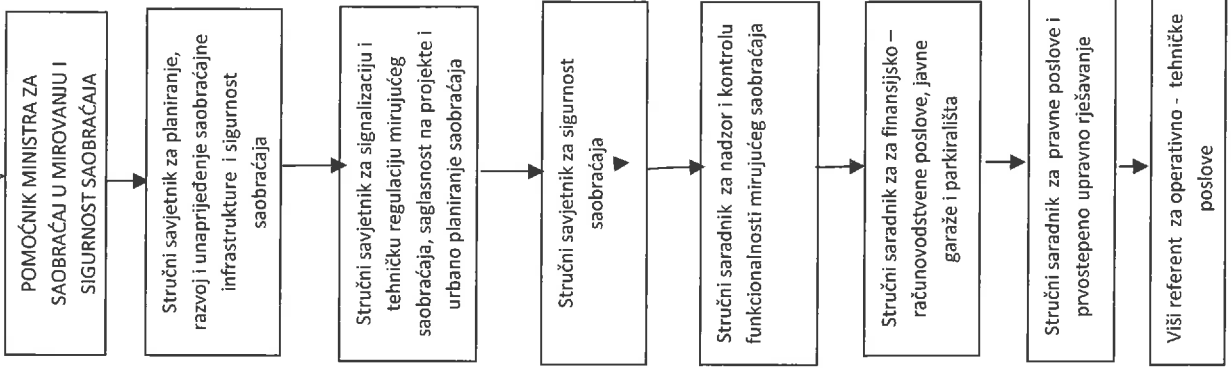 POMOĆNIK MINISTRA ZA
SAOBRAĆAJ U MIROVANJU I
SIGURNOST SAOBRAĆAJA
Stručni savjetnik za planiranje,
razvoj i unaprijeđenje saobraćajne
infrastrukture i sigurnost
saobraćaja
Stručni savjetnik za signalizaciju i
tehničku regulaciju mirujućeg
saobraćaja, saglasnost na projekte i
urbano planiranje saobraćaja
Stručni savjetnik za sigurnost
saobraćaja
Stručni saradnik za nadzor i kontrolu
funkcionalnosti mirujućeg saobraćaja
Stručni saradnik za finansijsko –
računovodstvene poslove, javne
garaže i parkirališta
Stručni saradnik za pravne poslove i
prvostepeno upravno rješavanje
Viši referent za operativno - tehničke
poslove